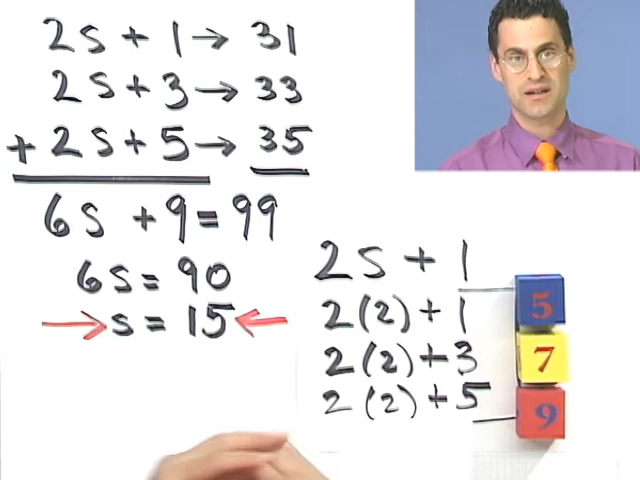 2s + 1 → 31
2s + 3 → 33
+ 2s + 5 → 35
6s + 9 = 99
6s = 90
→ s = 15 ←
2s + 1
2(2) + 1 5
2(2) + 3 7
2(2) + 5 9